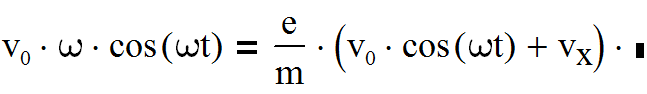 v₀ · ω · cos(ωt) = e/m · (v₀ · cos(ωt) + vₓ) · ∎